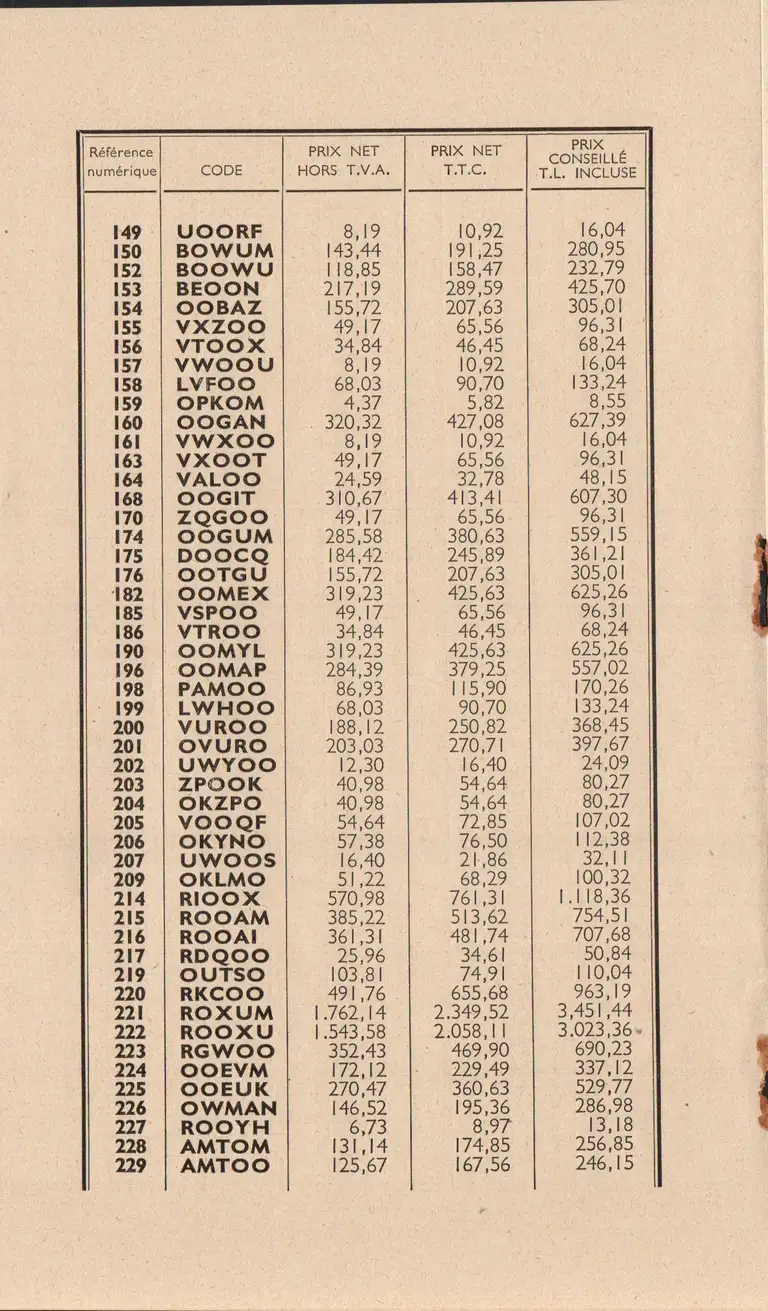 Référence numérique CODE PRIX NET HORS T.V.A. PRIX NET T.T.C. PRIX CONSEILLÉ T.L. INCLUSE
149 UOORF 8,19 10,92 16,04
150 BOWUM 143,44 191,25 280,95
152 BOOWU 118,85 158,47 232,79
153 BEOON 217,19 289,59 425,70
154 OOBAZ 155,72 207,63 305,01
155 VXZOO 49,17 65,56 96,31
156 VTOOX 34,84 46,45 68,24
157 VWOOU 8,19 10,92 16,04
158 LVFOO 68,03 90,70 133,24
159 OPKOM 4,37 5,82 8,55
160 OOGAN 320,32 427,08 627,39
161 VWXOO 8,19 10,92 16,04
163 VXOOT 49,17 65,56 96,31
164 VALOO 24,59 32,78 48,15
168 OOGIT 310,67 413,41 607,30
170 ZQGOO 49,17 65,56 96,31
174 OOGUM 285,58 380,63 559,15
175 DOOCQ 184,42 245,89 361,21
176 OOTGU 155,72 207,63 305,01
182 OOMEX 319,23 425,63 625,26
185 VSPOO 49,17 65,56 96,31
186 VTROO 34,84 46,45 68,24
190 OOMYL 319,23 425,63 625,26
196 OOMAP 284,39 379,25 557,02
198 PAMOO 86,93 115,90 170,26
199 LWHOO 68,03 90,70 133,24
200 VUROO 188,12 250,82 368,45
201 OVURO 203,03 270,71 397,67
202 UWYOO 12,30 16,40 24,09
203 ZPOOK 40,98 54,64 80,27
204 OKZPO 40,98 54,64 80,27
205 VOOQF 54,64 72,85 107,02
206 OKYNO 57,38 76,50 112,38
207 UWOOS 16,40 21,86 32,11
209 OKLMO 51,22 68,29 100,32
214 RIOOX 570,98 761,31 1.118,36
215 ROOAM 385,22 513,62 754,51
216 ROOAI 361,31 481,74 707,68
217 RDQOO 25,96 34,61 50,84
219 OUTSO 103,81 74,91 110,04
220 RKCOO 491,76 655,68 963,19
221 ROXUM 1.762,14 2.349,52 3,451,44
222 ROOXU 1.543,58 2.058,11 3.023,36
223 RGWOO 352,43 469,90 690,23
224 OOEVM 172,12 229,49 337,12
225 OOEUK 270,47 360,63 529,77
226 OWMAN 146,52 195,36 286,98
227 ROOYH 6,73 8,97 13,18
228 AMTOM 131,14 174,85 256,85
229 AMTOO 125,67 167,56 246,15